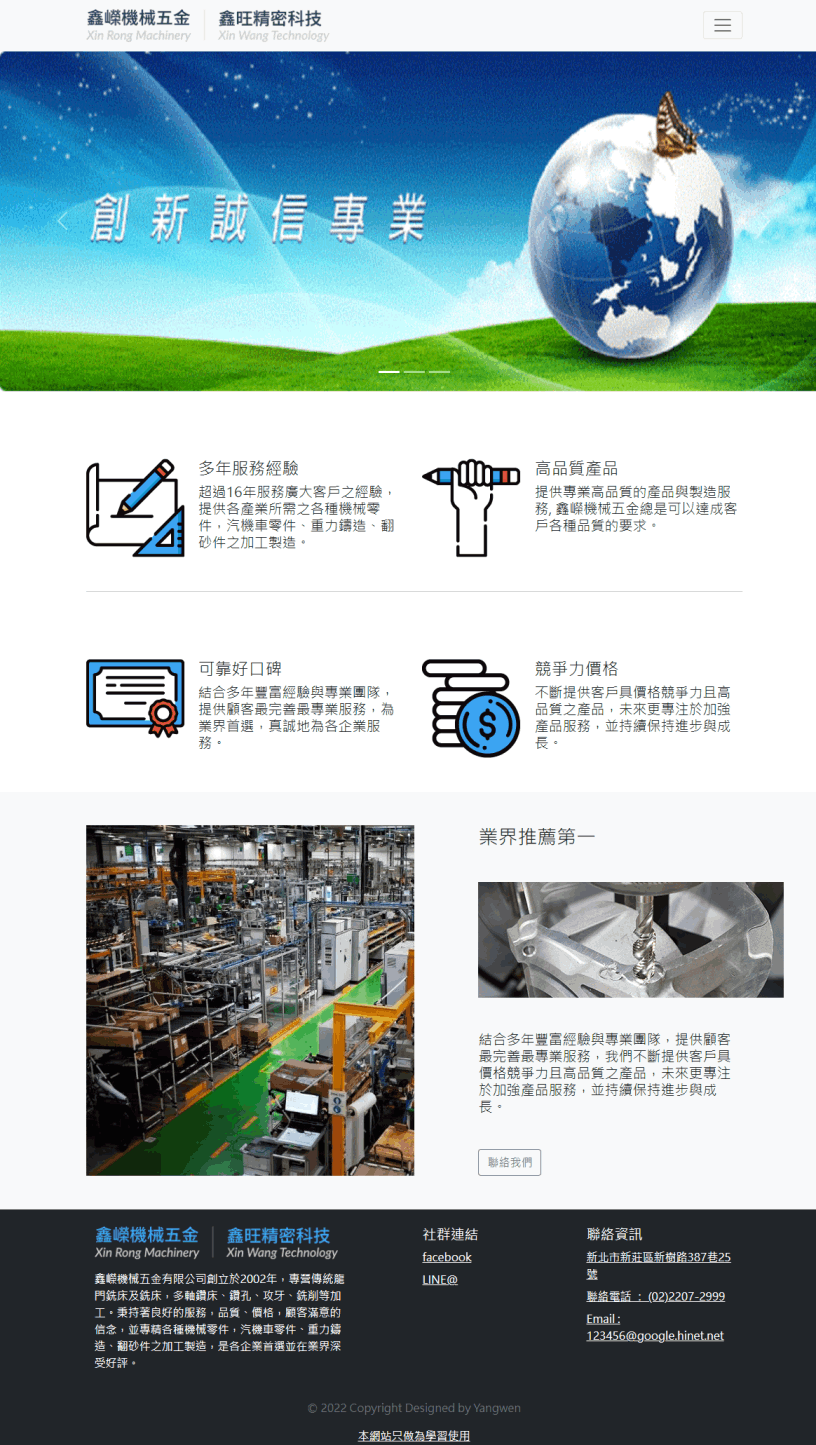 鑫嶸機械五金
Xin Rong Machinery
鑫旺精密科技
Xin Wang Technology
創新誠信專業
多年服務經驗
超過16年服務廣大客戶之經驗，
提供各產業所需之各種機械零
件，汽機車零件、重力鑄造、翻
砂件之加工製造。
高品質產品
提供專業高品質的產品與製造服
務, 鑫嶸機械五金總是可以達成客
戶各種品質的要求。
可靠好口碑
結合多年豐富經驗與專業團隊，
提供顧客最完善最專業服務，為
業界首選，真誠地為各企業服
務。
競爭力價格
不斷提供客戶具價格競爭力且高
品質之產品，未來更專注於加強
產品服務，並持續保持進步與成
長。
業界推薦第一
結合多年豐富經驗與專業團隊，提供顧客
最完善最專業服務，我們不斷提供客戶具
價格競爭力且高品質之產品，未來更專注
於加強產品服務，並持續保持進步與成
長。
聯絡我們
鑫嶸機械五金
Xin Rong Machinery
鑫旺精密科技
Xin Wang Technology
鑫嶸機械五金有限公司創立於2002年，專營傳統龍
門銑床及銑床，多軸鑽床、鑽孔、攻牙、銑削等加
工。秉持著良好的服務，品質、價格，顧客滿意的
信念，並專精各種機械零件，汽機車零件、重力鑄
造、翻砂件之加工製造，是各企業首選並在業界深
受好評。
社群連結
facebook
LINE@
聯絡資訊
新北市新莊區新樹路387巷25
號
聯絡電話 ： (02)2207-2999
Email :
123456@google.hinet.net
© 2022 Copyright Designed by Yangwen
本網站只做為學習使用